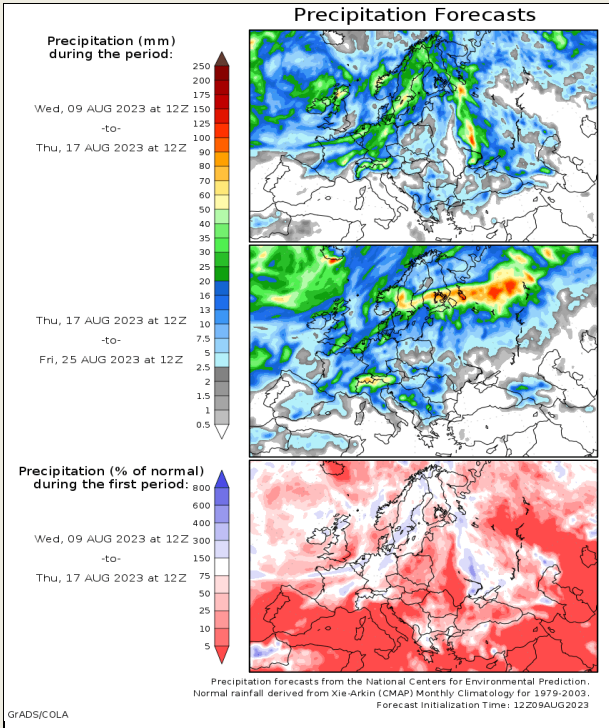 Precipitation Forecasts
Precipitation (mm)
during the period:
Wed, 09 AUG 2023 at 12Z
-to-
Thu, 17 AUG 2023 at 12Z
250
200
175
150
125
100
90
80
70
60
50
40
35
30
25
20
16
13
10
7.5
5
2.5
2
1.5
1
0.5
Thu, 17 AUG 2023 at 12Z
-to-
Fri, 25 AUG 2023 at 12Z
Precipitation (% of normal)
during the first period:
Wed, 09 AUG 2023 at 12Z
-to-
Thu, 17 AUG 2023 at 12Z
800
600
400
300
150
75
50
25
10
5
Precipitation forecasts from the National Centers for Environmental Prediction.
Normal rainfall derived from Xie-Arkin (CMAP) Monthly Climatology for 1979-2003.
Forecast Initialization Time: 12Z09AUG2023
GrADS/COLA